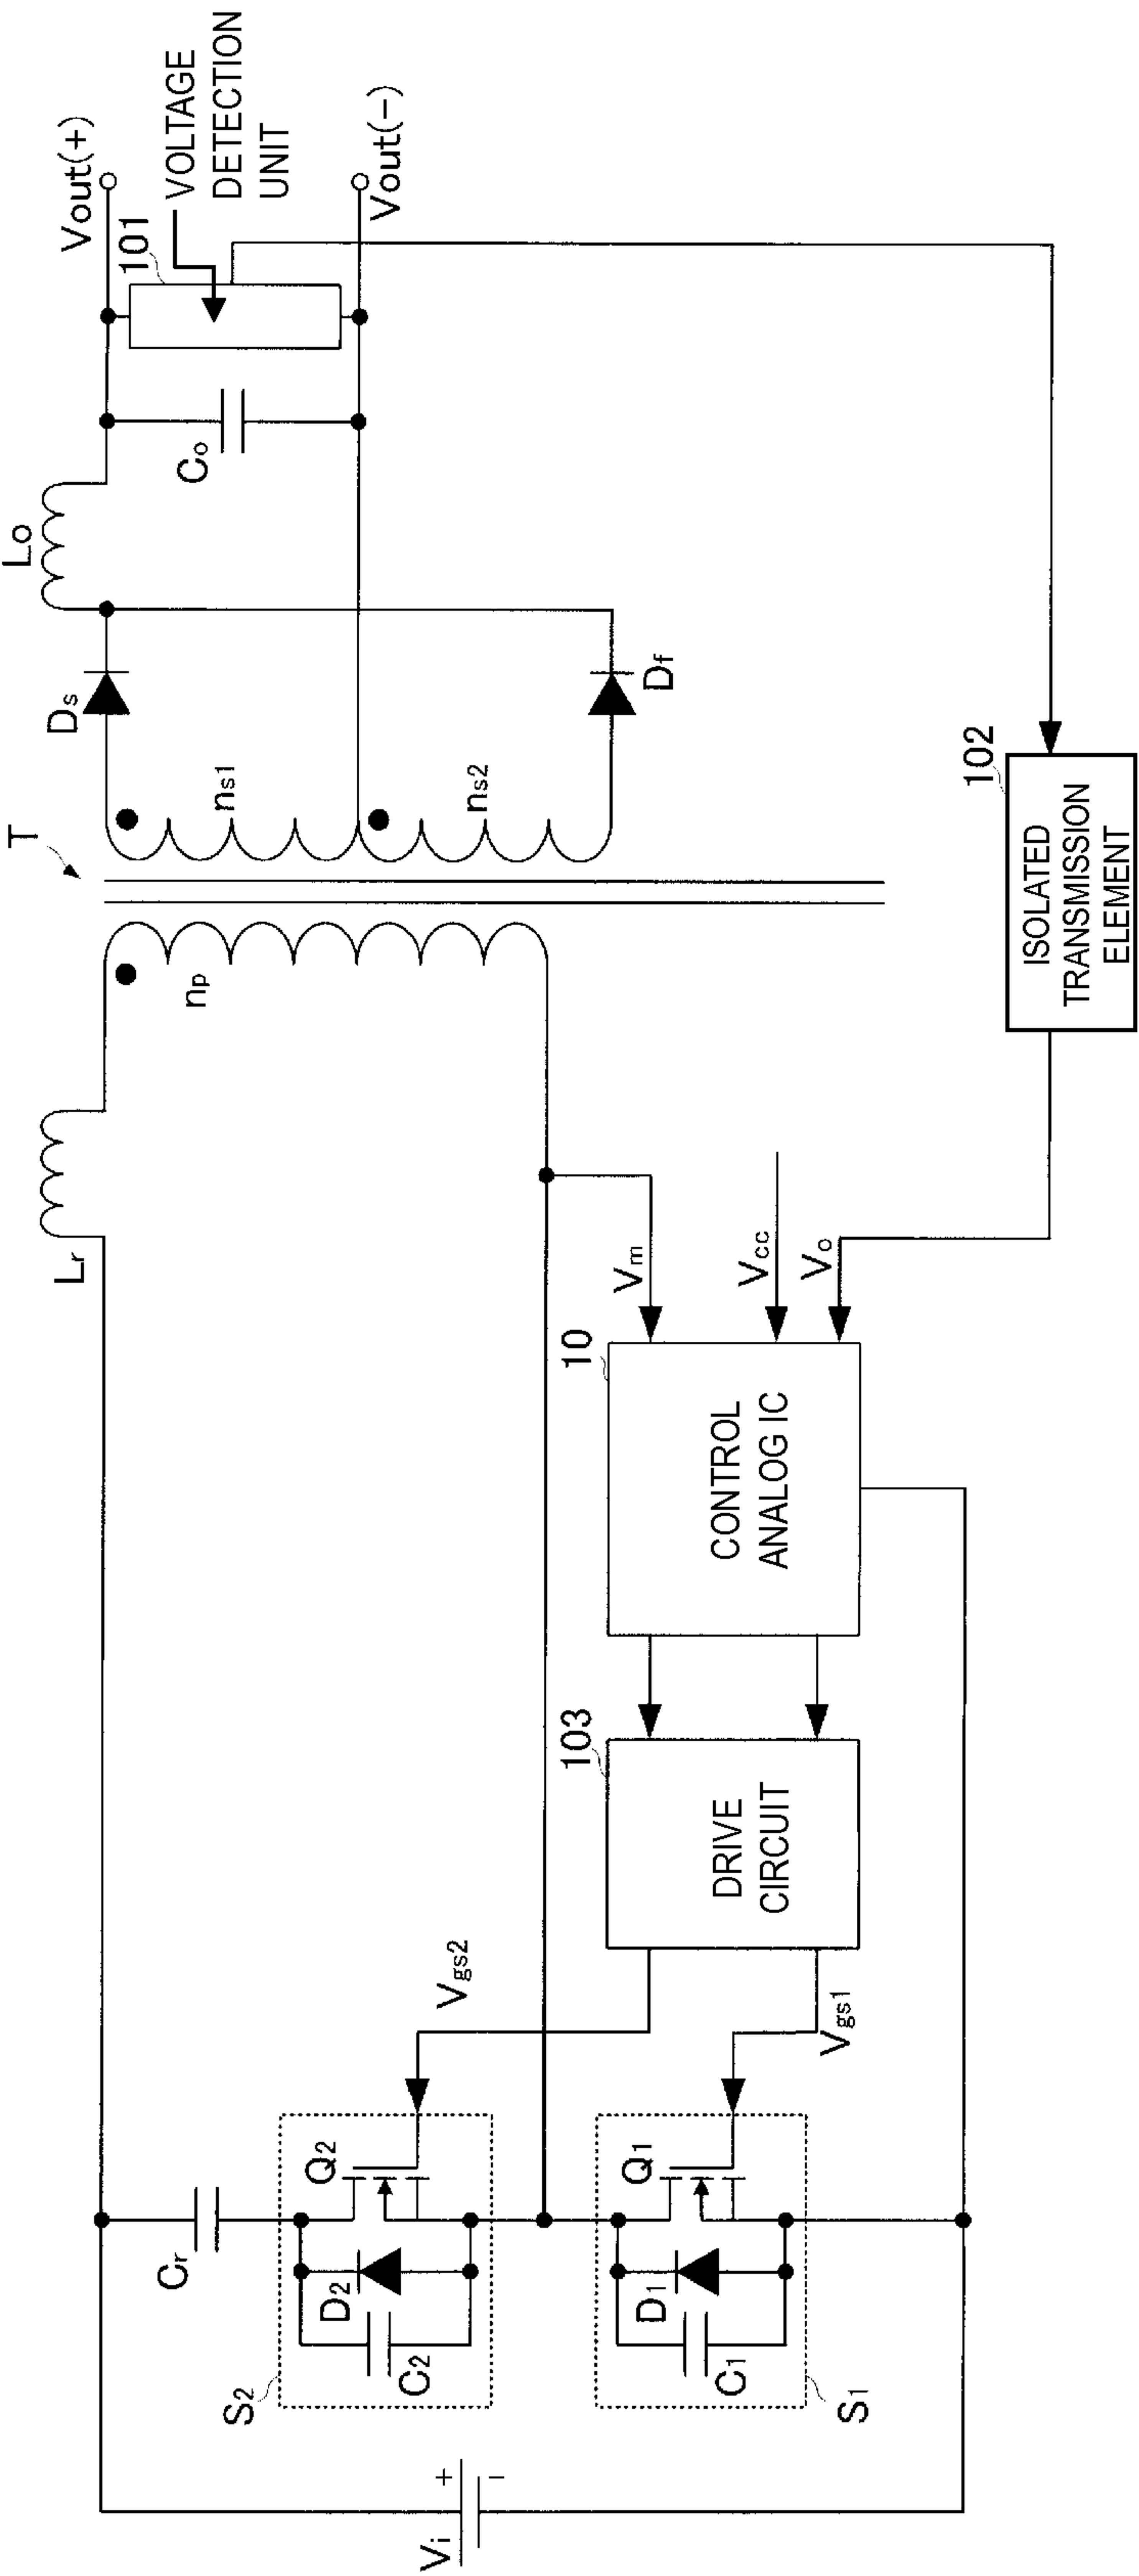 Vi
+
−
S2
C2
D2
Q2
Cr
S1
C1
D1
Q1
Vgs2
Vgs1
103
DRIVE
CIRCUIT
10
CONTROL
ANALOG IC
Vm
Vcc
Vo
Lr
np
T
ns1
ns2
Ds
Df
Lo
Co
101
Vout(+)
Vout(−)
VOLTAGE
DETECTION
UNIT
102
ISOLATED
TRANSMISSION
ELEMENT